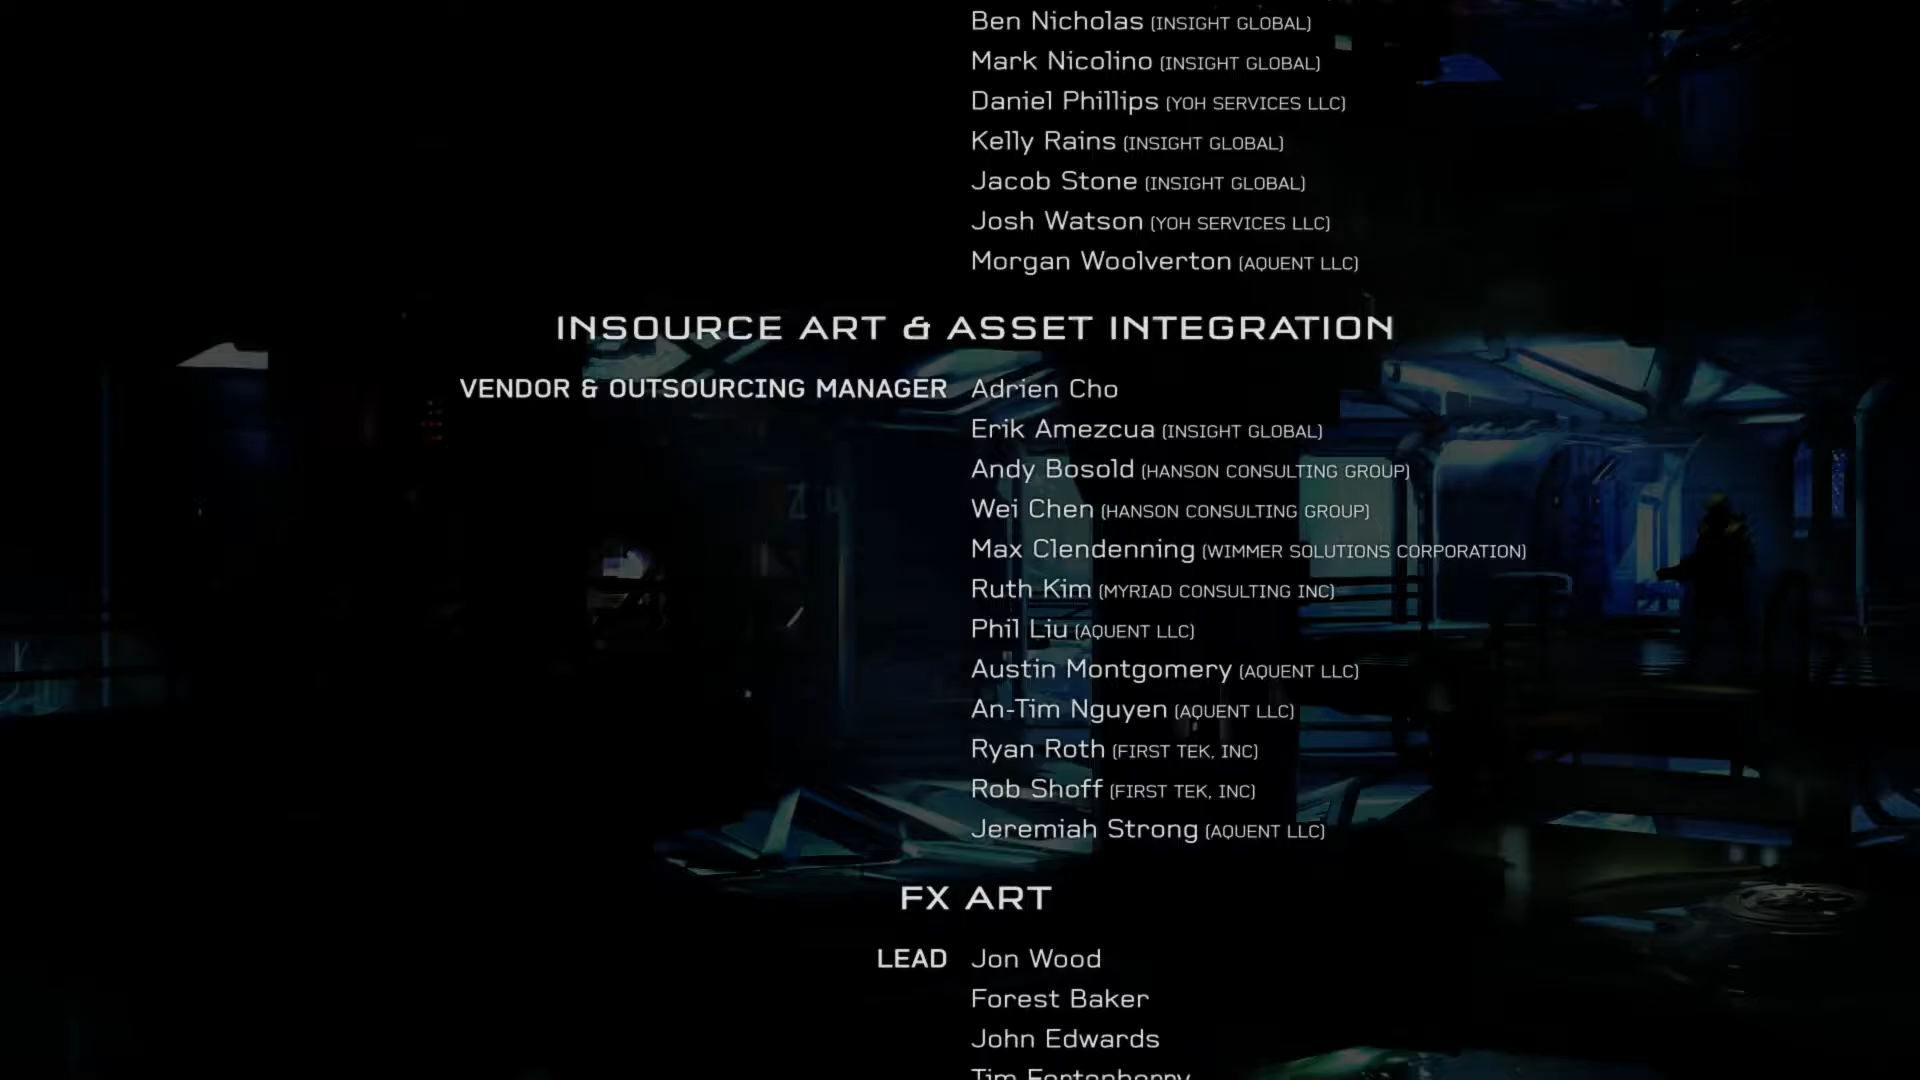 Ben Nicholas (INSIGHT GLOBAL)
Mark Nicolino (INSIGHT GLOBAL)
Daniel Phillips (YOH SERVICES LLC)
Kelly Rains (INSIGHT GLOBAL)
Jacob Stone (INSIGHT GLOBAL)
Josh Watson (YOH SERVICES LLC)
Morgan Woolverton (AQUENT LLC)
INSOURCE ART & ASSET INTEGRATION
VENDOR & OUTSOURCING MANAGER Adrien Cho
Erik Amezcua (INSIGHT GLOBAL)
Andy Bosold (HANSON CONSULTING GROUP)
Wei Chen (HANSON CONSULTING GROUP)
Max Clendenning (WIMMER SOLUTIONS CORPORATION)
Ruth Kim (MYRIAD CONSULTING INC)
Phil Liu (AQUENT LLC)
Austin Montgomery (AQUENT LLC)
An-Tim Nguyen (AQUENT LLC)
Ryan Roth (FIRST TEK, INC)
Rob Shoff (FIRST TEK, INC)
Jeremiah Strong (AQUENT LLC)
FX ART
LEAD Jon Wood
Forest Baker
John Edwards
Tim Fortenberry